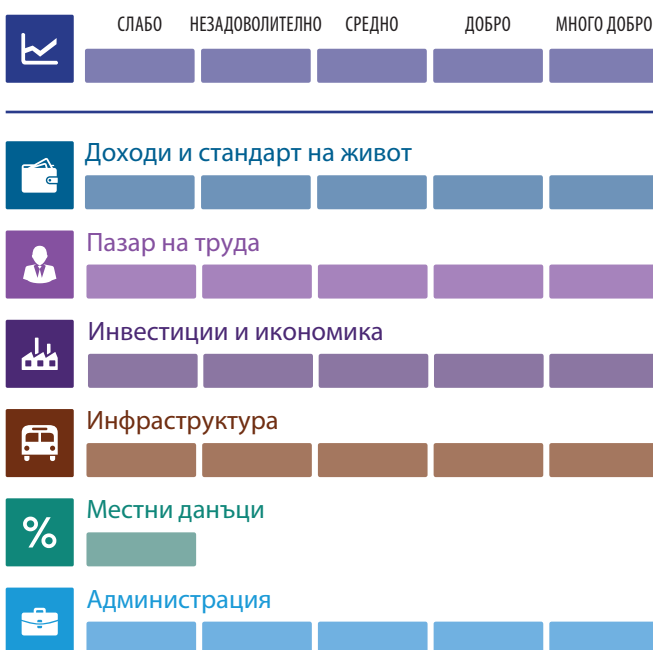 СЛАБО НЕЗАДОВОЛИТЕЛНО СРЕДНО ДОБРО МНОГО ДОБРО
Доходи и стандарт на живот
Пазар на труда
Инвестиции и икономика
Инфраструктура
%
Местни данъци
Администрация